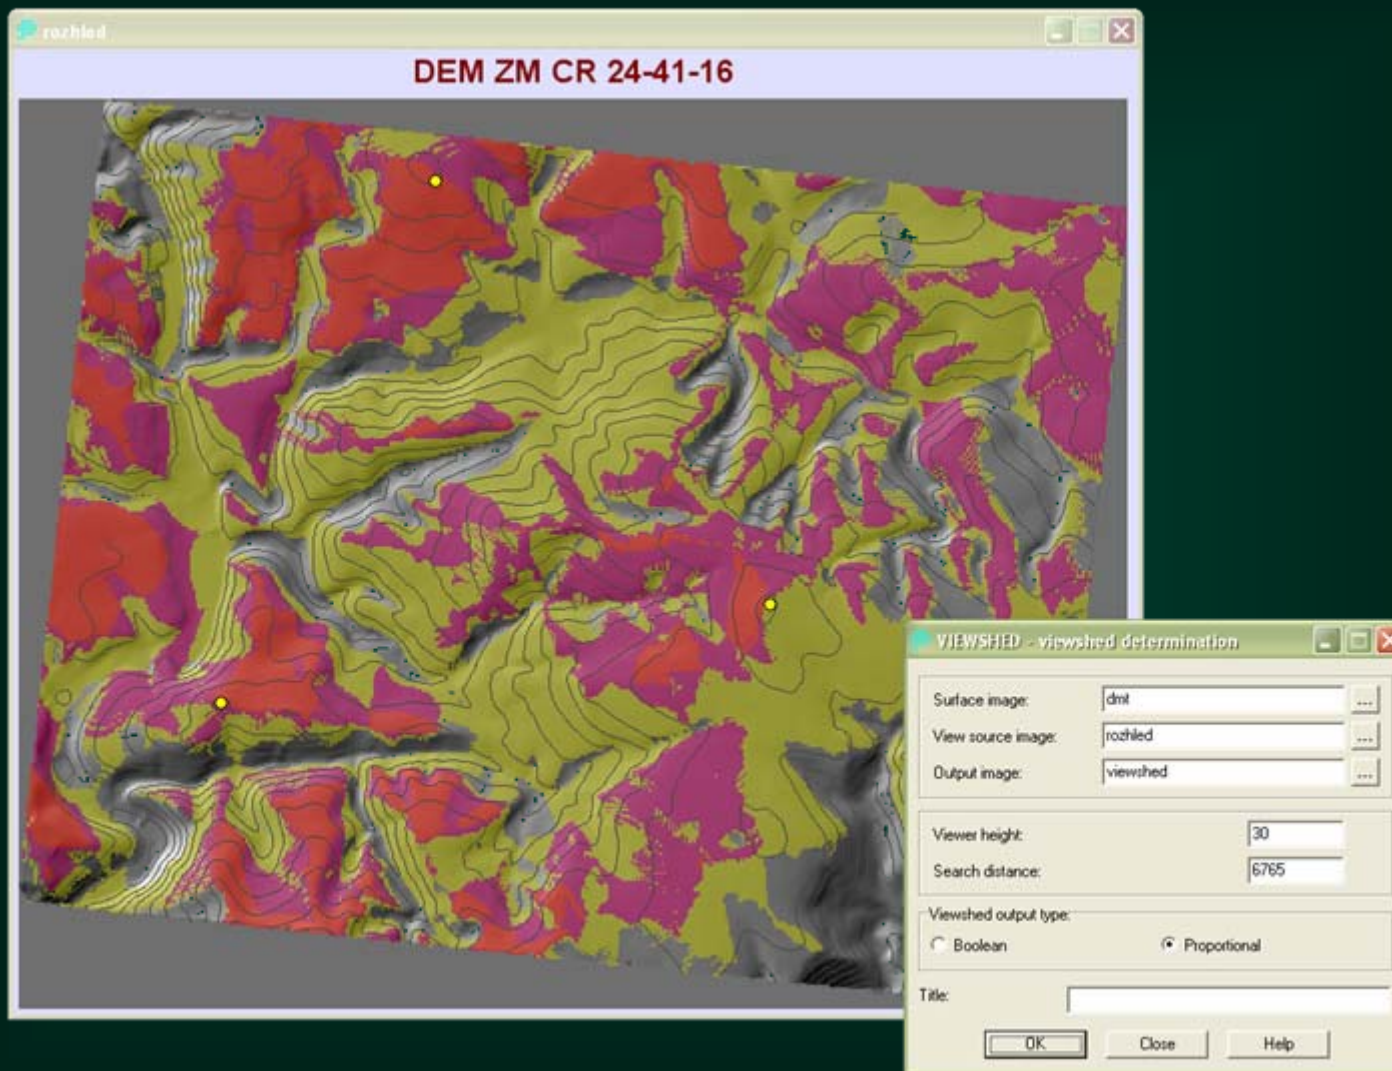 rozhled
DEM ZM CR 24-41-16
VIEWSHED - viewshed determination
Surface image: dmt ...
View source image: rozhled ...
Output image: viewshed ...
Viewer height: 30
Search distance: 6765
Viewshed output type:
Boolean Proportional
Title:
OK Close Help